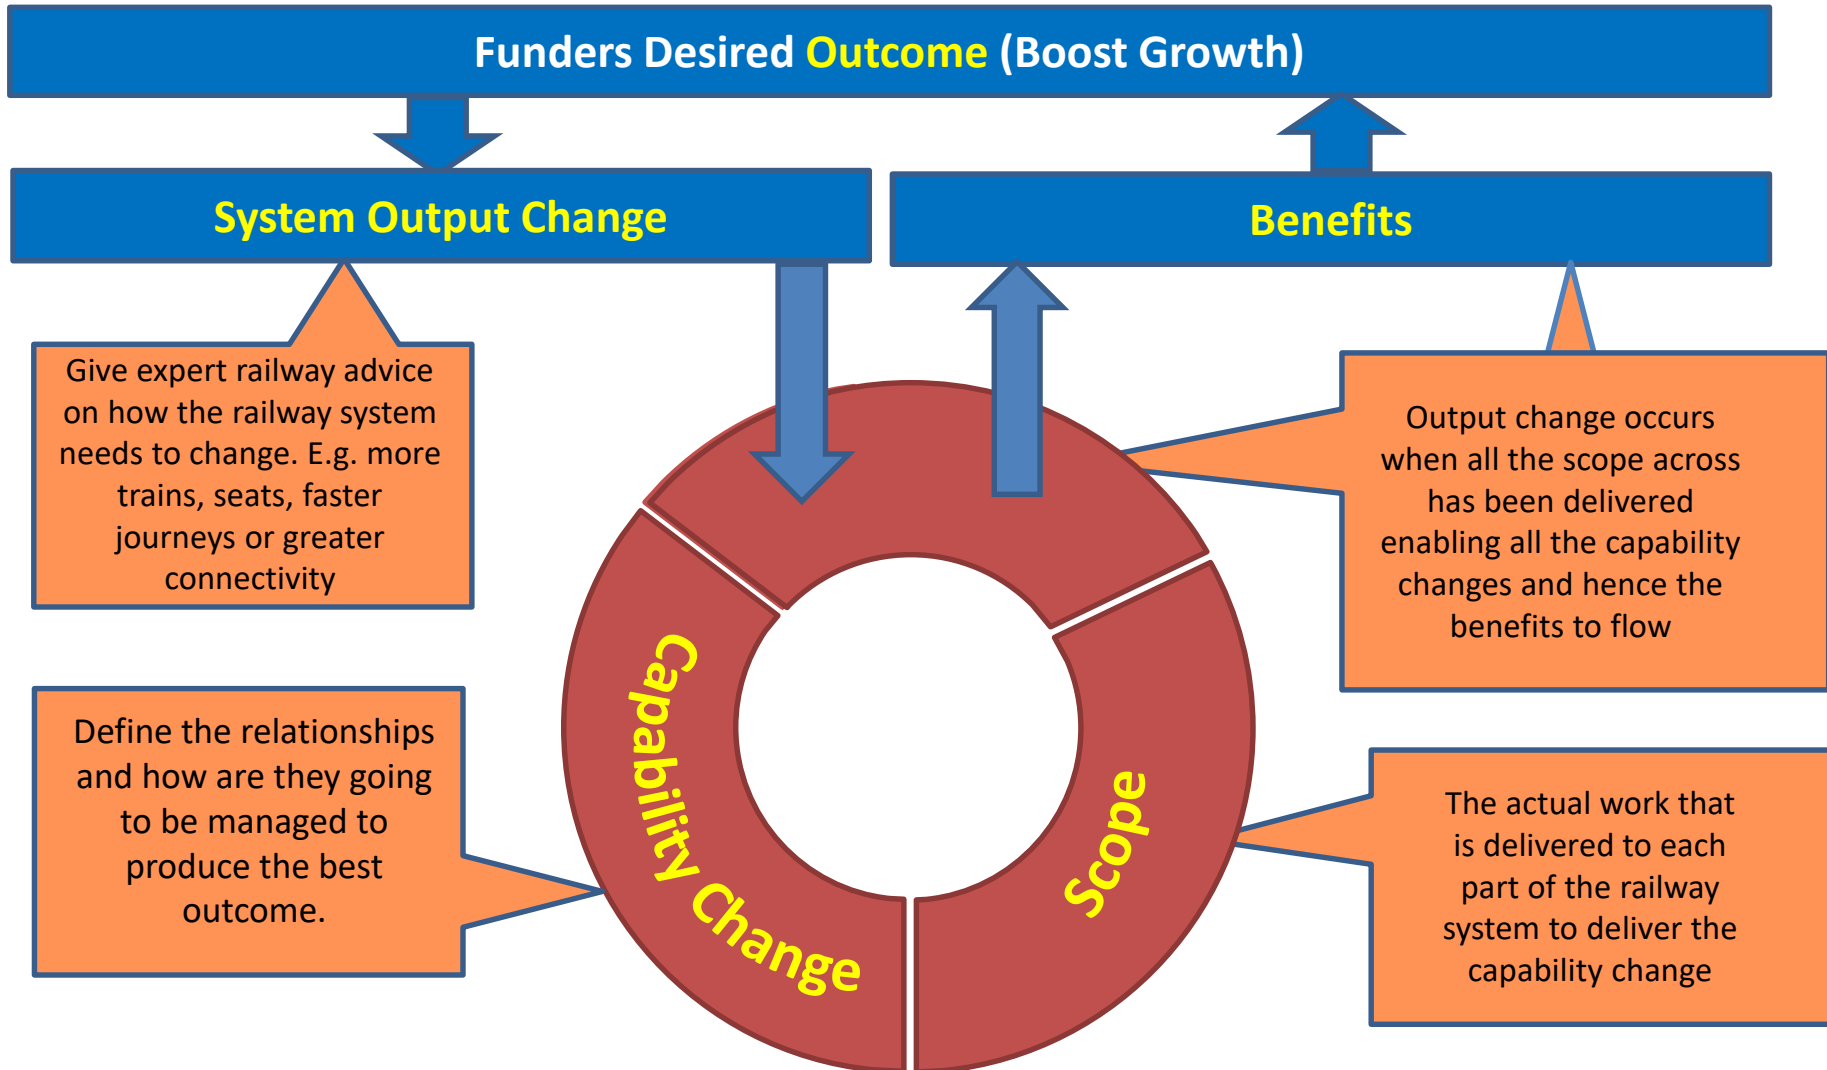 Funders Desired Outcome (Boost Growth)
System Output Change
Benefits
Give expert railway advice
on how the railway system
needs to change. E.g. more
trains, seats, faster
journeys or greater
connectivity
Output change occurs
when all the scope across
has been delivered
enabling all the capability
changes and hence the
benefits to flow
Capability Change
Scope
Define the relationships
and how are they going
to be managed to
produce the best
outcome.
The actual work that
is delivered to each
part of the railway
system to deliver the
capability change